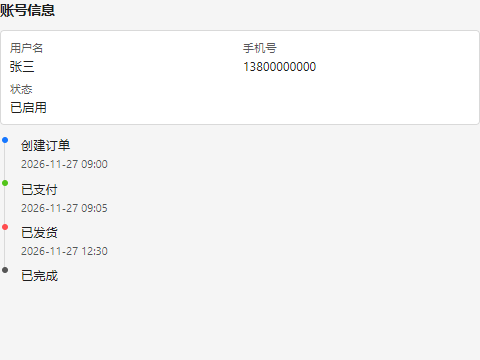 账号信息
用户名
张三
手机号
13800000000
状态
已启用
创建订单
2026-11-27 09:00
已支付
2026-11-27 09:05
已发货
2026-11-27 12:30
已完成